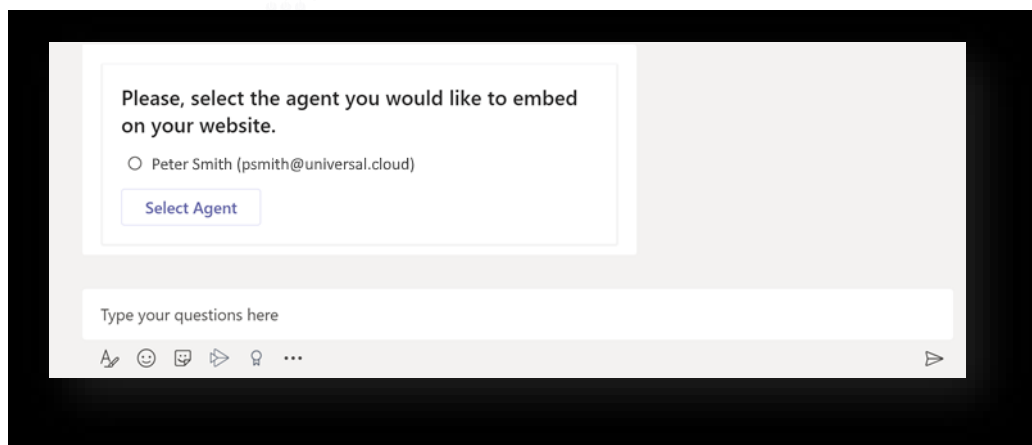 Please, select the agent you would like to embed
on your website.
Peter Smith (psmith@universal.cloud)
Select Agent
Type your questions here